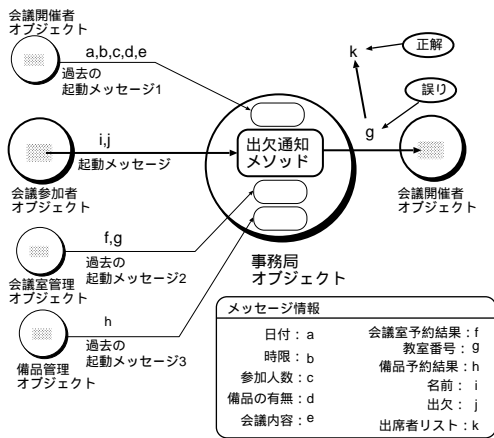 会議開催者
オブジェクト
a,b,c,d,e
過去の
起動メッセージ1
k
正解
誤り
i,j
起動メッセージ
出欠通知
メソッド
g
会議参加者
オブジェクト
会議開催者
オブジェクト
f,g
過去の
起動メッセージ2
会議室管理
オブジェクト
事務局
オブジェクト
h
過去の
起動メッセージ3
備品管理
オブジェクト
メッセージ情報
日付：a
時限：b
参加人数：c
備品の有無：d
会議内容：e
会議室予約結果：f
教室番号：g
備品予約結果：h
名前：i
出欠：j
出席者リスト：k